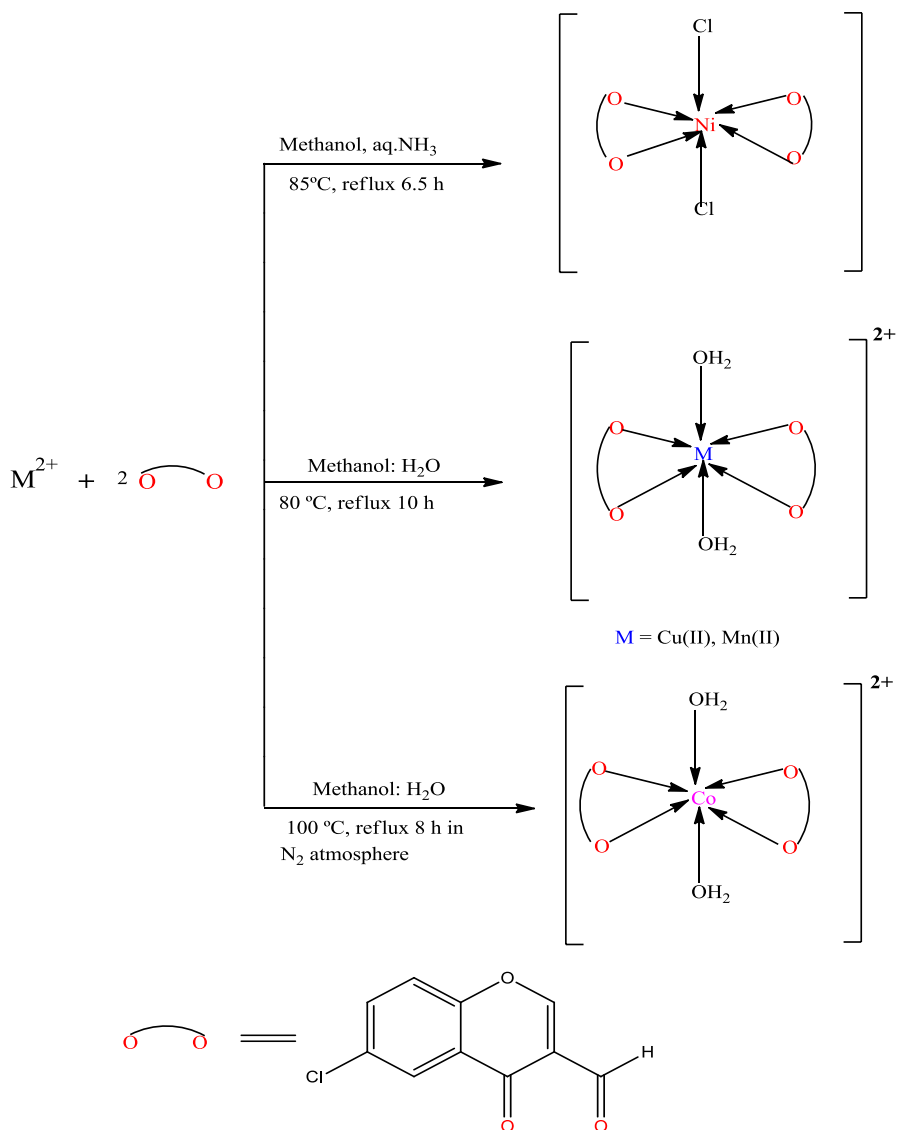 Cl
O O
Ni
O O
Cl
Methanol, aq.NH₃
85ºC, reflux 6.5 h
2+
OH₂
O O
M
O O
OH₂
M²⁺ + 2 O O
Methanol: H₂O
80 ºC, reflux 10 h
M = Cu(II), Mn(II)
2+
OH₂
O O
Co
O O
OH₂
Methanol: H₂O
100 ºC, reflux 8 h in
N₂ atmosphere
O O
O
H
Cl
O O